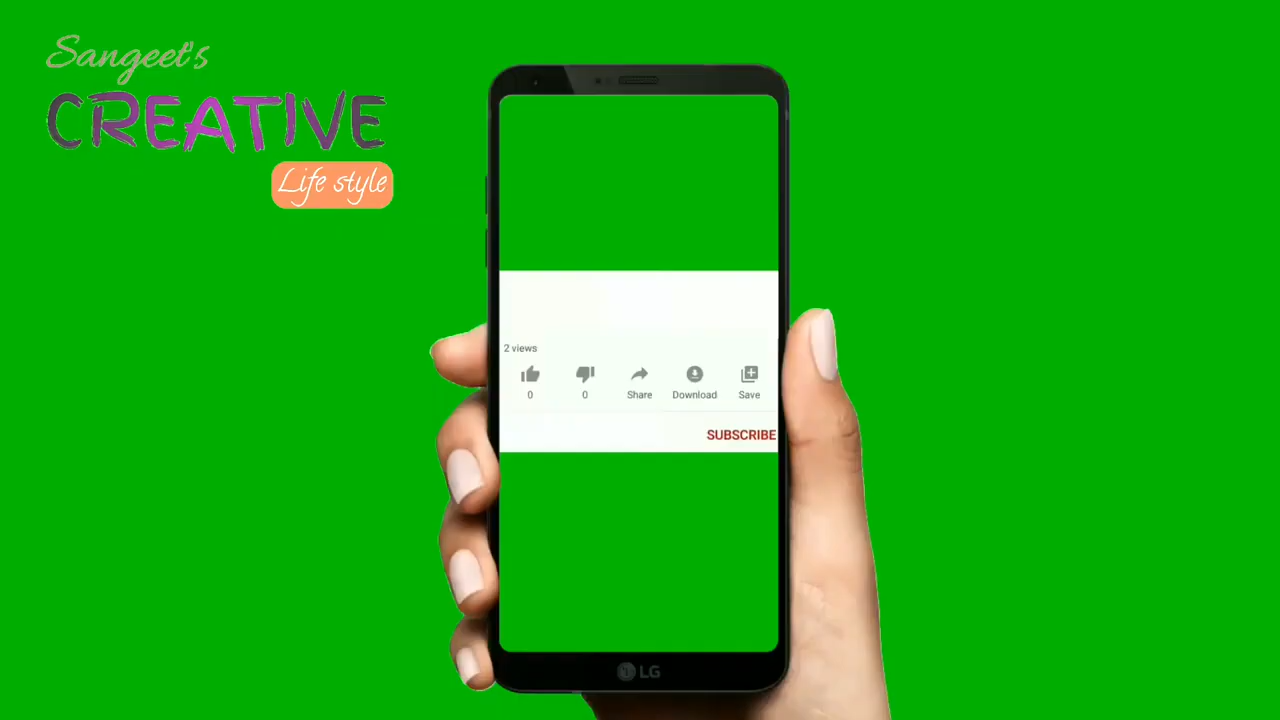 Sangeet's
CREATIVE
Life style
2 views
0 0 Share Download Save
SUBSCRIBE
LG